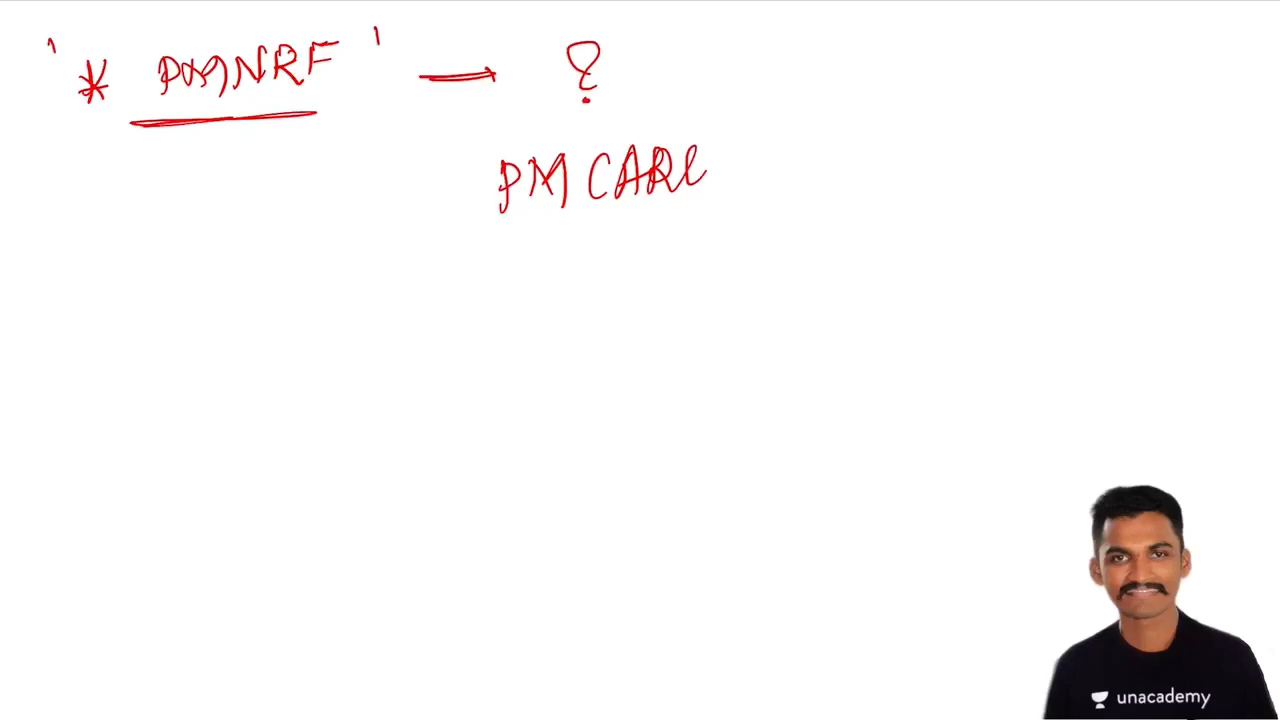 ' * PMNRF ' → ?
PM CARE
unacademy